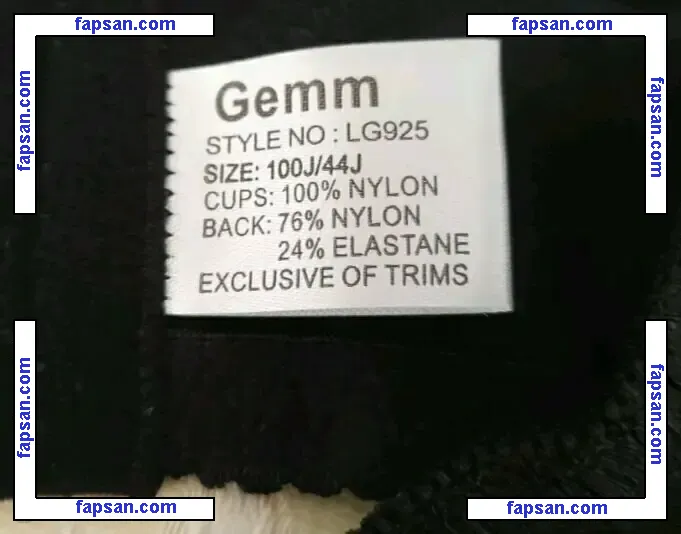 fapsan.com fapsan.com
fapsan.com fapsan.com
Gemm
STYLE NO : LG925
SIZE: 100J/44J
CUPS: 100% NYLON
BACK: 76% NYLON
24% ELASTANE
EXCLUSIVE OF TRIMS
fapsan.com fapsan.com
fapsan.com fapsan.com